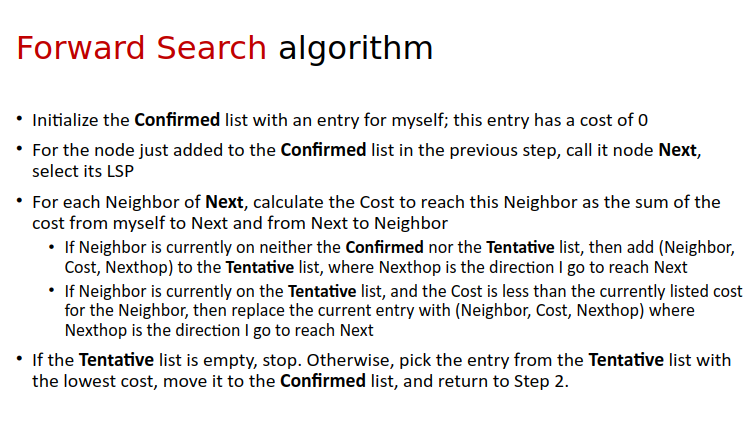 Forward Search algorithm
• Initialize the Confirmed list with an entry for myself; this entry has a cost of 0
• For the node just added to the Confirmed list in the previous step, call it node Next,
select its LSP
• For each Neighbor of Next, calculate the Cost to reach this Neighbor as the sum of the
cost from myself to Next and from Next to Neighbor
• If Neighbor is currently on neither the Confirmed nor the Tentative list, then add (Neighbor,
Cost, Nexthop) to the Tentative list, where Nexthop is the direction I go to reach Next
• If Neighbor is currently on the Tentative list, and the Cost is less than the currently listed cost
for the Neighbor, then replace the current entry with (Neighbor, Cost, Nexthop) where
Nexthop is the direction I go to reach Next
• If the Tentative list is empty, stop. Otherwise, pick the entry from the Tentative list with
the lowest cost, move it to the Confirmed list, and return to Step 2.